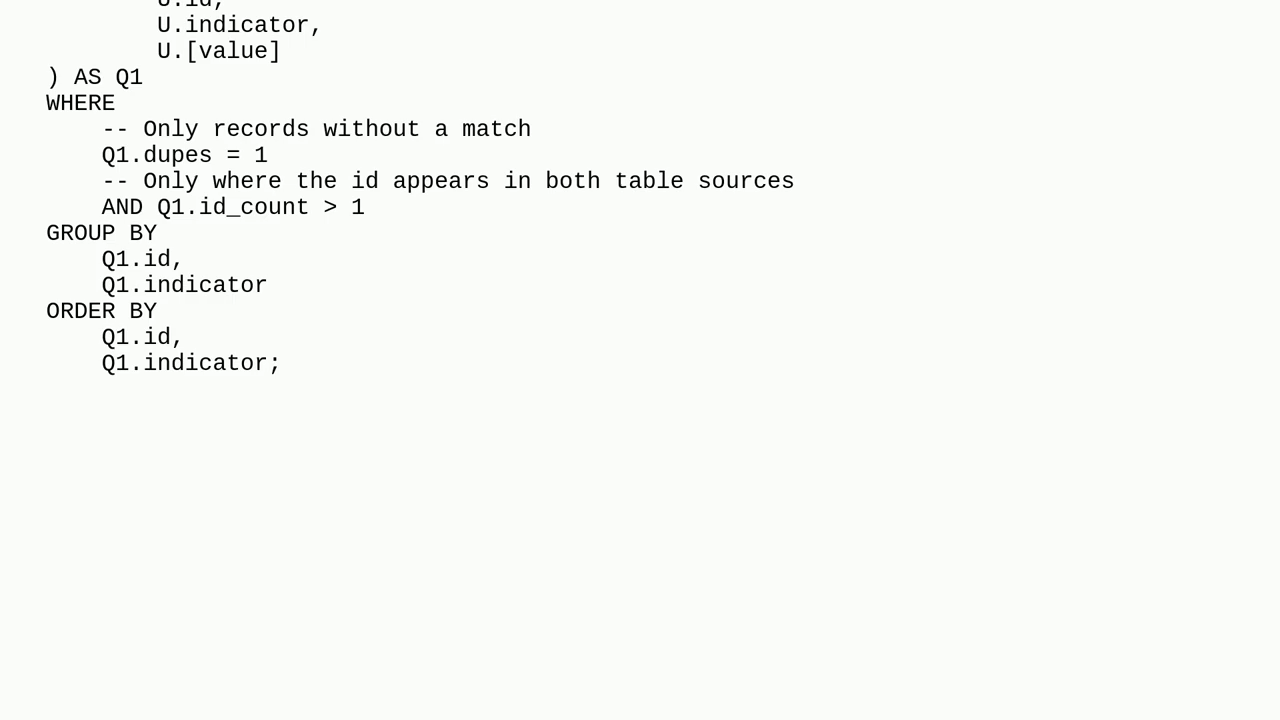 U.id,
U.indicator,
U.[value]
) AS Q1
WHERE
-- Only records without a match
Q1.dupes = 1
-- Only where the id appears in both table sources
AND Q1.id_count > 1
GROUP BY
Q1.id,
Q1.indicator
ORDER BY
Q1.id,
Q1.indicator;